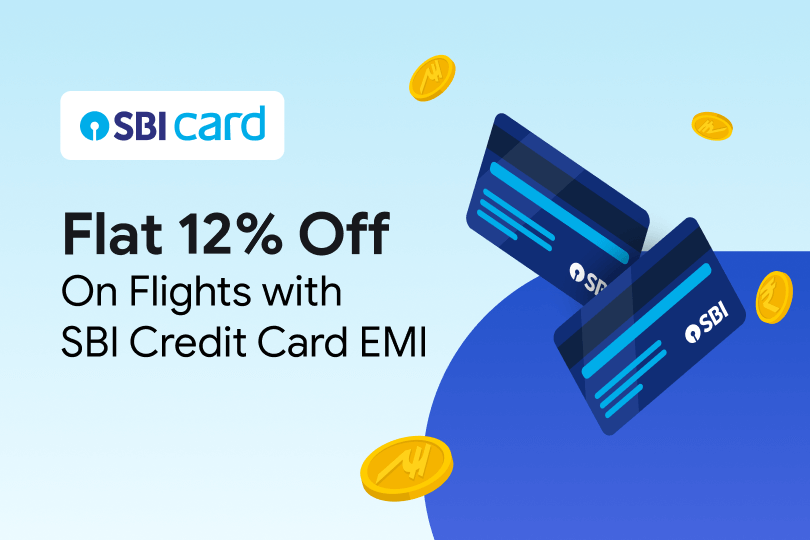 SBI card
Flat 12% Off
On Flights with
SBI Credit Card EMI
SBI
SBI